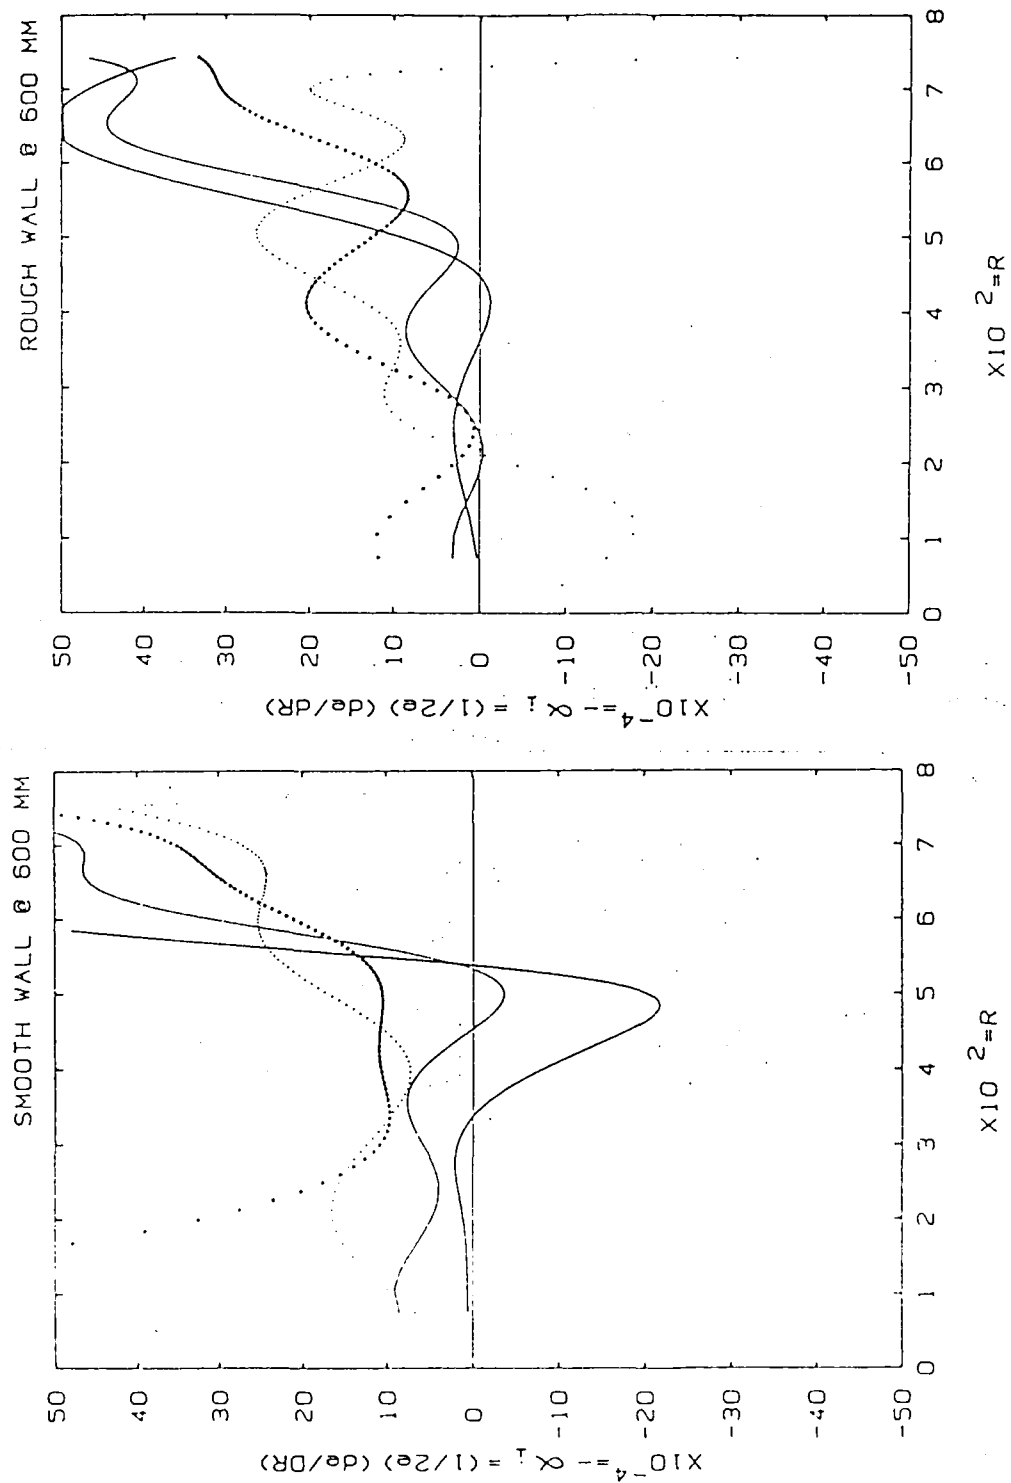 SMOOTH WALL @ 600 MM
50
40
30
20
10
0
-10
-20
-30
-40
-50
X10⁻⁴=-αᵢ=(1/2e)(de/DR)
0 1 2 3 4 5 6 7 8
X10 ²=R
ROUGH WALL @ 600 MM
50
40
30
20
10
0
-10
-20
-30
-40
-50
X10⁻⁴=-αᵢ=(1/2e)(de/dR)
0 1 2 3 4 5 6 7 8
X10 ²=R